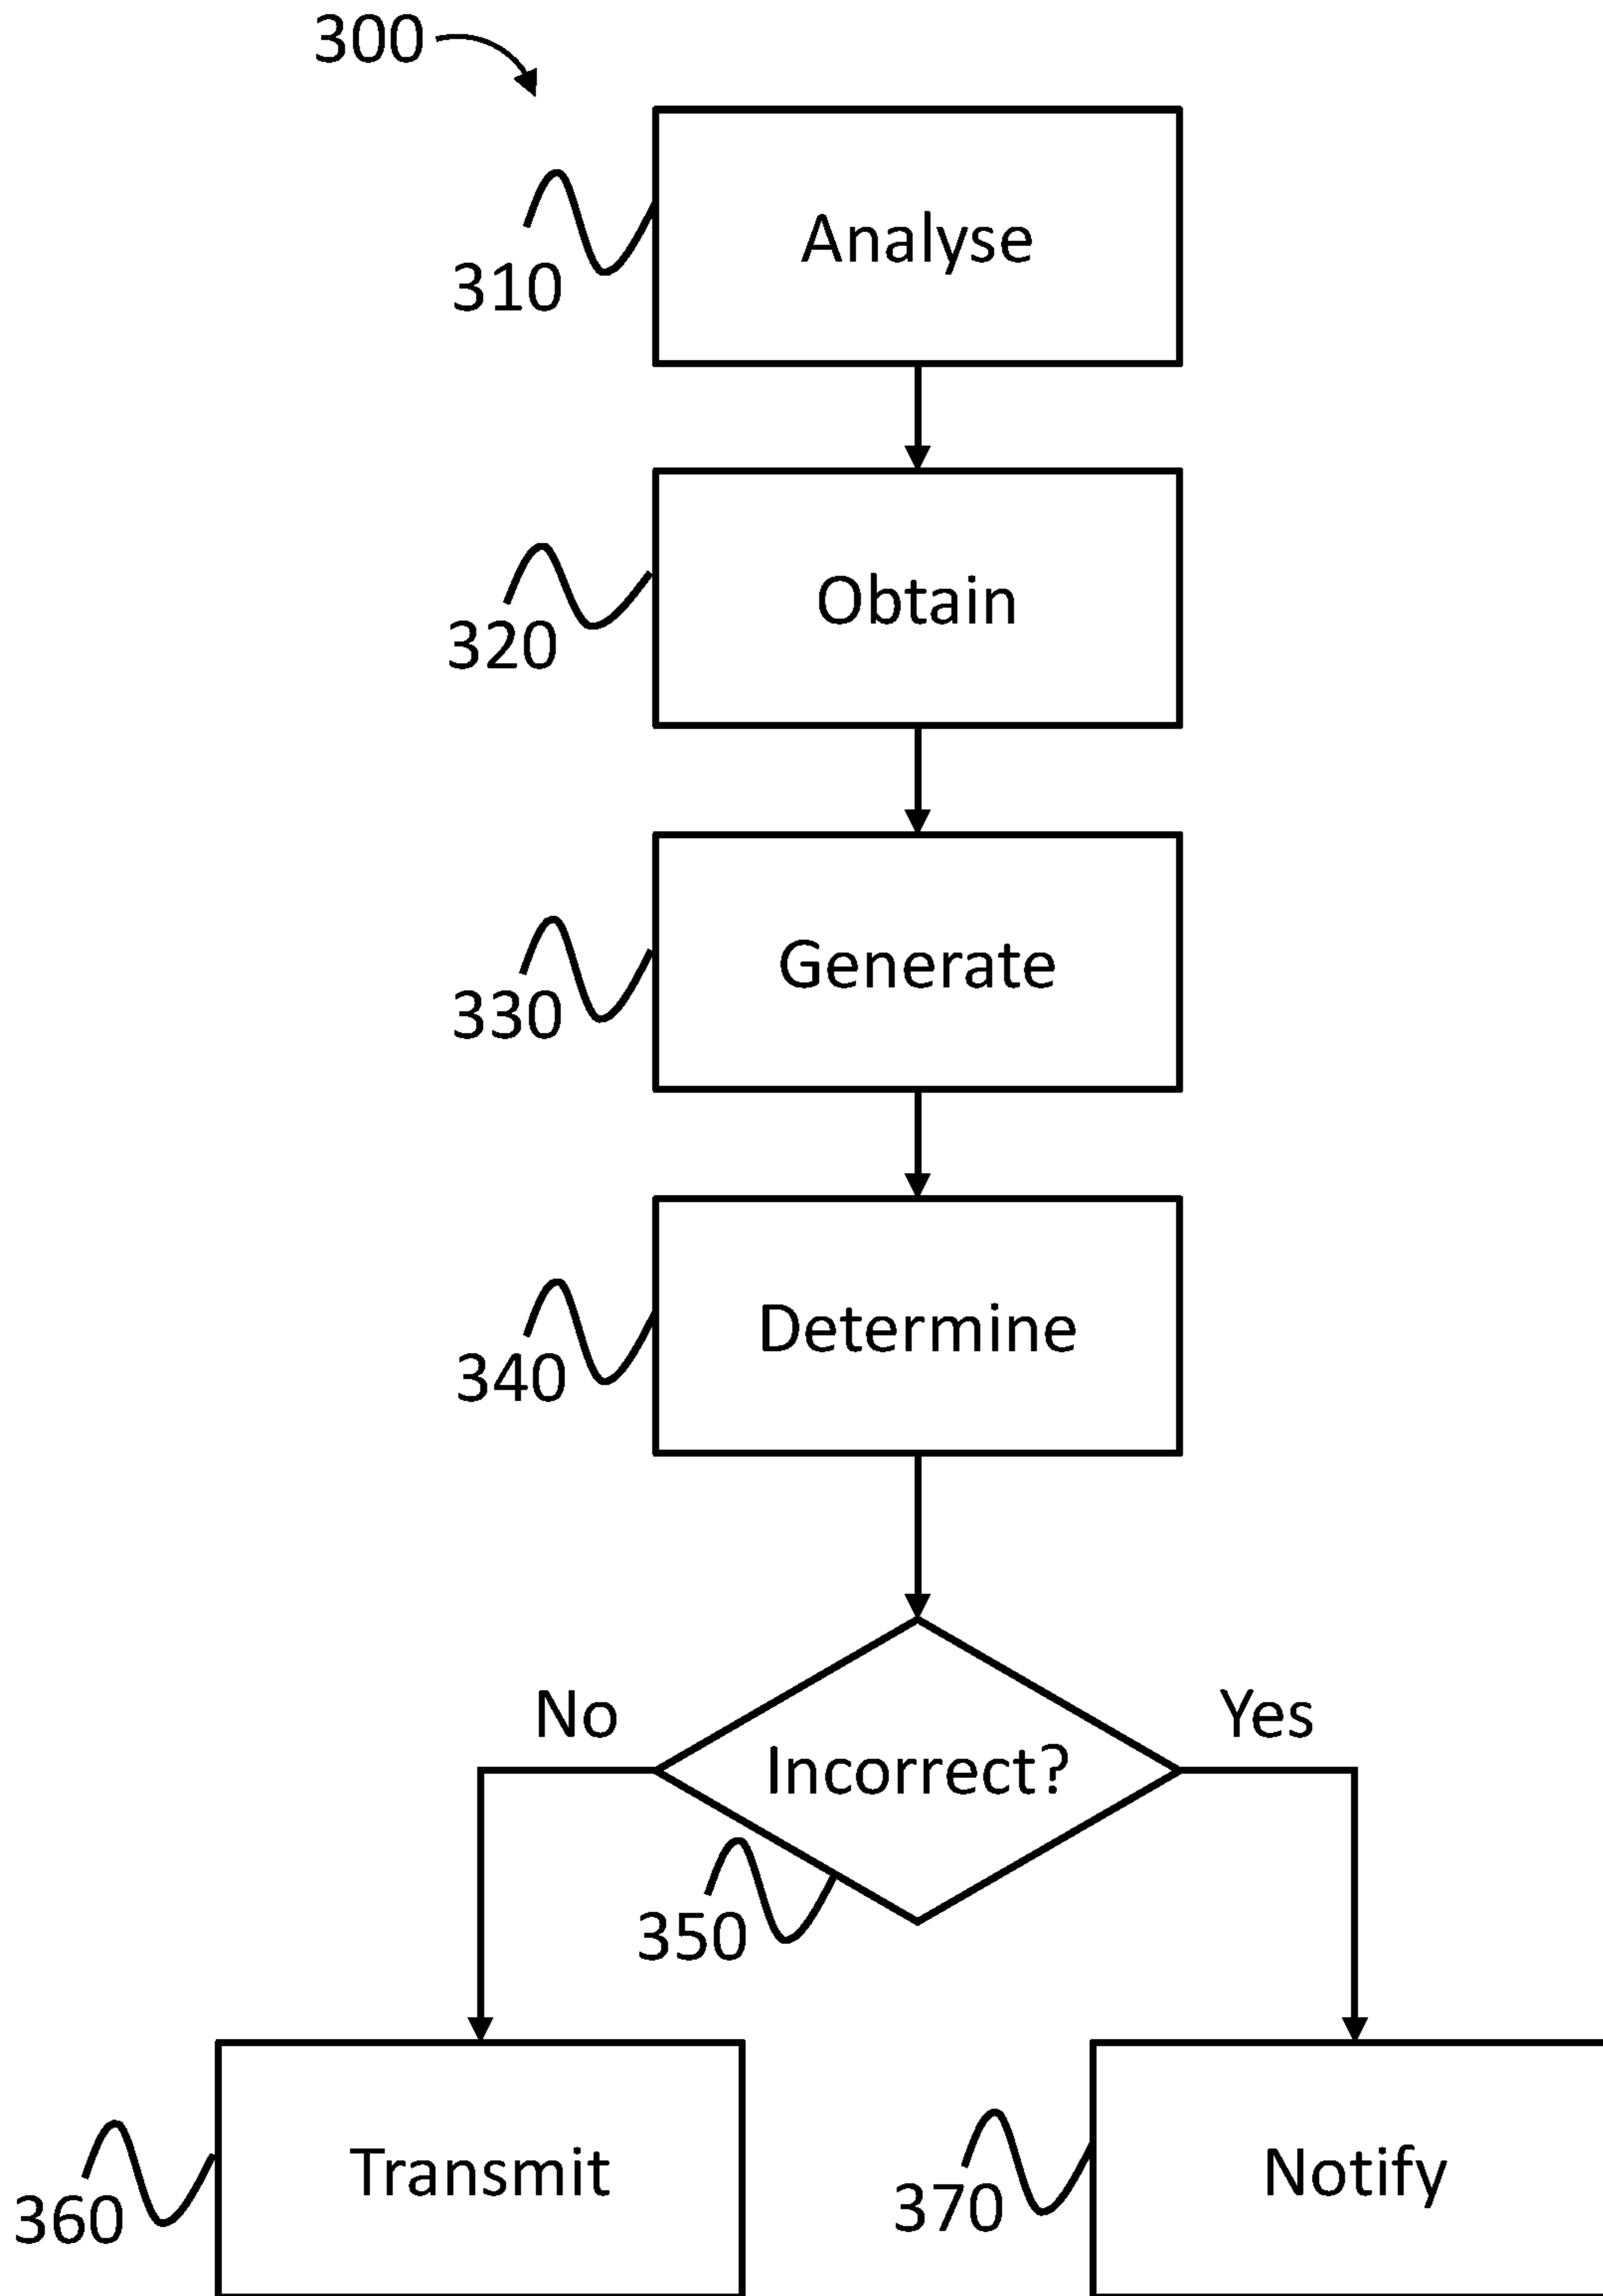 300
Analyse
310
Obtain
320
Generate
330
Determine
340
No
Yes
Incorrect?
350
Transmit
360
Notify
370